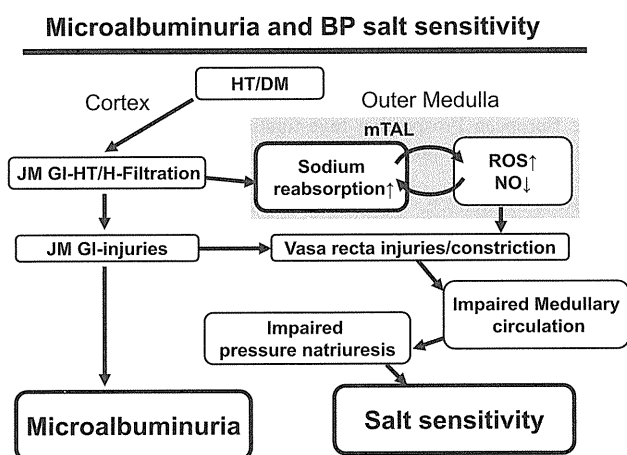 Microalbuminuria and BP salt sensitivity
HT/DM
Cortex
Outer Medulla
mTAL
JM Gl-HT/H-Filtration
Sodium
reabsorption↑
ROS↑
NO↓
JM Gl-injuries
Vasa recta injuries/constriction
Impaired Medullary
circulation
Impaired
pressure natriuresis
Microalbuminuria
Salt sensitivity